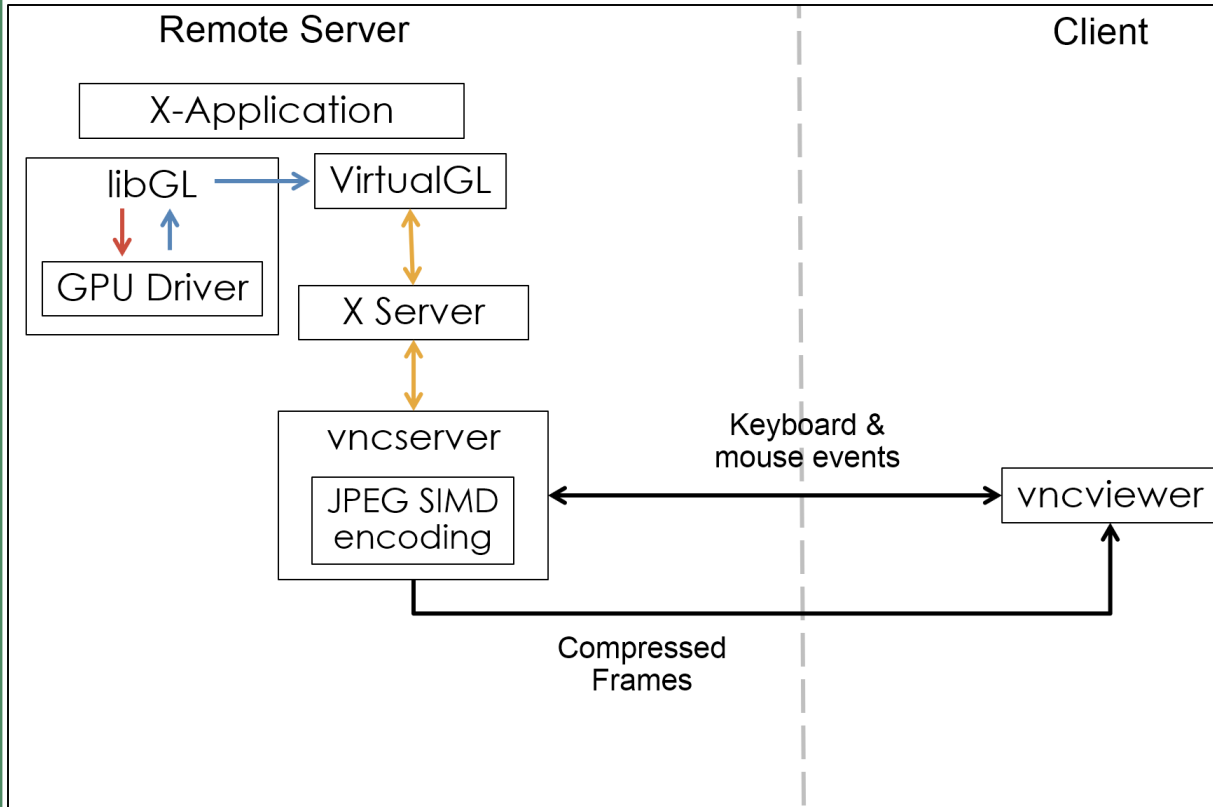 Remote Server
Client
X-Application
libGL
VirtualGL
GPU Driver
X Server
vncserver
JPEG SIMD
encoding
Keyboard &
mouse events
vncviewer
Compressed
Frames